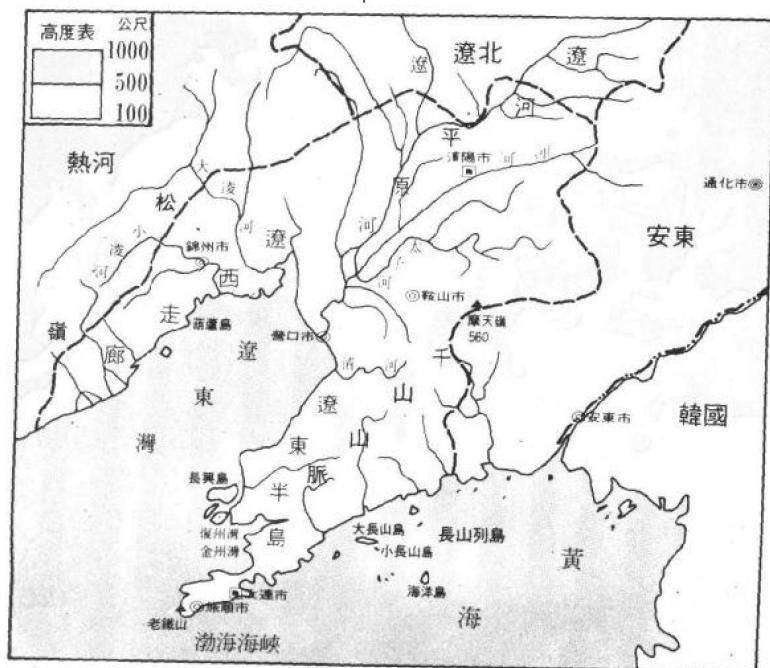 高度表 公尺
1000
500
100
遼北
遼河
遼河平原
熱河
松嶺
大凌河
小凌河
錦州市
遼西走廊
葫蘆島
遼東灣
瀋陽市
通化市
安東
太子河
鞍山市
摩天嶺
560
營口市
清河
千山山脈
遼東半島
安東市
韓國
長興島
復州灣
金州灣
大長山島
小長山島
長山列島
海洋島
黃海
大連市
旅順市
老鐵山
渤海海峽